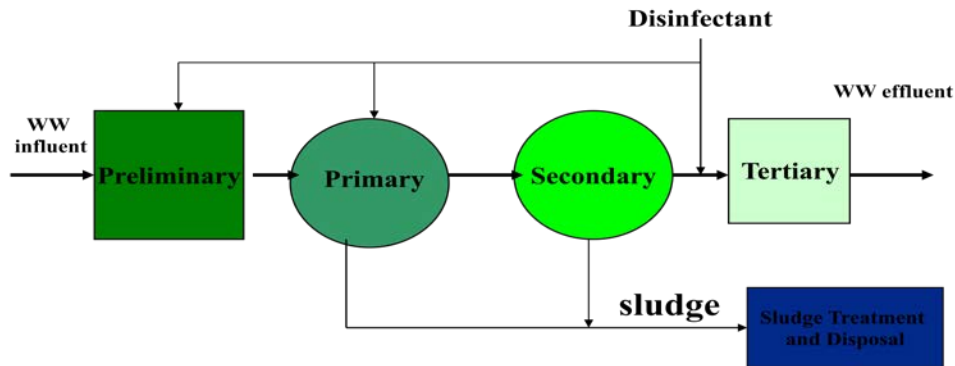 Disinfectant
WW effluent
WW
influent
Preliminary
Primary
Secondary
Tertiary
sludge
Sludge Treatment
and Disposal